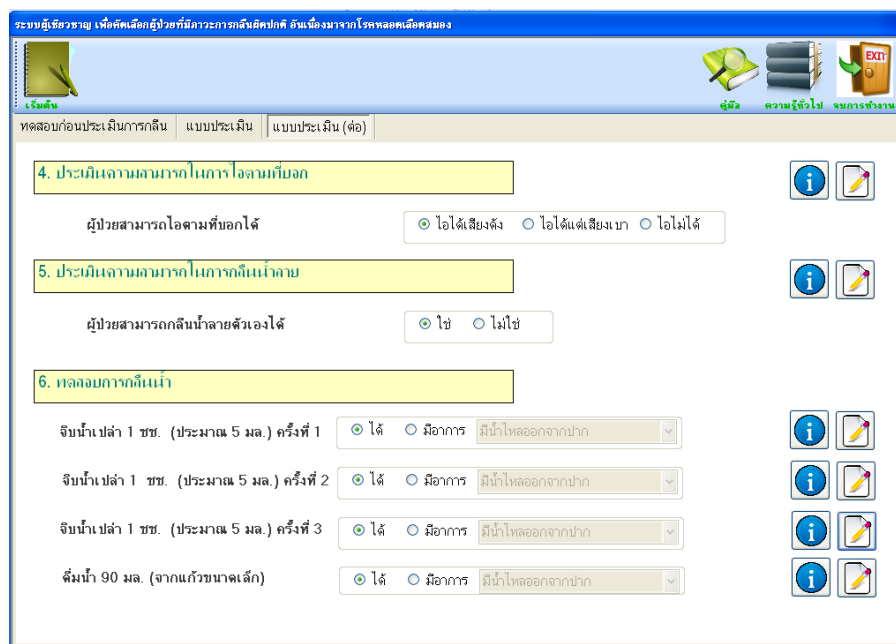 ระบบผู้เชี่ยวชาญ เพื่อคัดเลือกผู้ป่วยที่มีภาวะการกลืนผิดปกติ อันเนื่องมาจากโรคหลอดเลือดสมอง
EXIT
เริ่มต้น คู่มือ ความรู้ทั่วไป จบการทำงาน
ทดสอบก่อนประเมินการกลืน แบบประเมิน แบบประเมิน (ต่อ)
4. ประเมินความสามารถในการไอตามที่บอก
ผู้ป่วยสามารถไอตามที่บอกได้ ไอได้เสียงดัง ไอได้แต่เสียงเบา ไอไม่ได้
5. ประเมินความสามารถในการกลืนน้ำลาย
ผู้ป่วยสามารถกลืนน้ำลายตัวเองได้ ใช่ ไม่ใช่
6. ทดสอบการกลืนน้ำ
จิบน้ำเปล่า 1 ชช. (ประมาณ 5 มล.) ครั้งที่ 1 ได้ มีอาการ มีน้ำไหลออกจากปาก
จิบน้ำเปล่า 1 ชช. (ประมาณ 5 มล.) ครั้งที่ 2 ได้ มีอาการ มีน้ำไหลออกจากปาก
จิบน้ำเปล่า 1 ชช. (ประมาณ 5 มล.) ครั้งที่ 3 ได้ มีอาการ มีน้ำไหลออกจากปาก
ดื่มน้ำ 90 มล. (จากแก้วขนาดเล็ก) ได้ มีอาการ มีน้ำไหลออกจากปาก